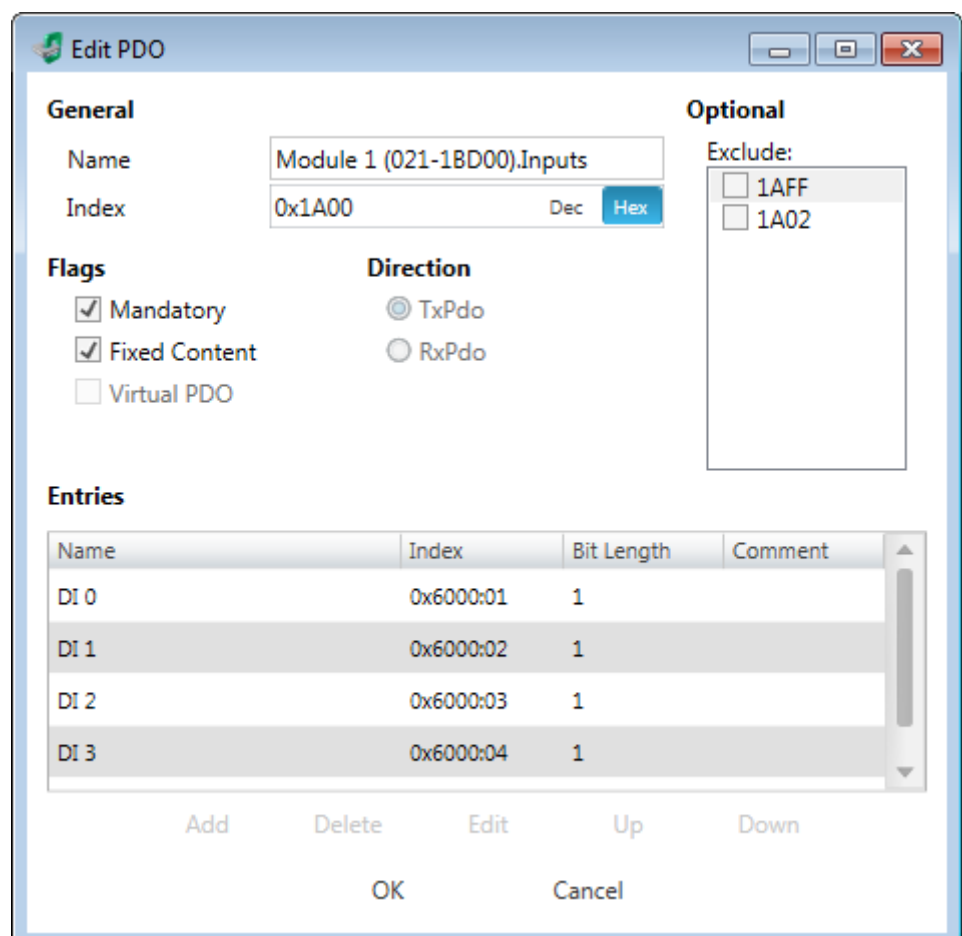 Edit PDO
General
Optional
Name
Module 1 (021-1BD00).Inputs
Exclude:
Index
0x1A00
Dec
Hex
1AFF
1A02
Flags
Direction
Mandatory
TxPdo
Fixed Content
RxPdo
Virtual PDO
Entries
Name Index Bit Length Comment
DI 0 0x6000:01 1
DI 1 0x6000:02 1
DI 2 0x6000:03 1
DI 3 0x6000:04 1
Add Delete Edit Up Down
OK Cancel